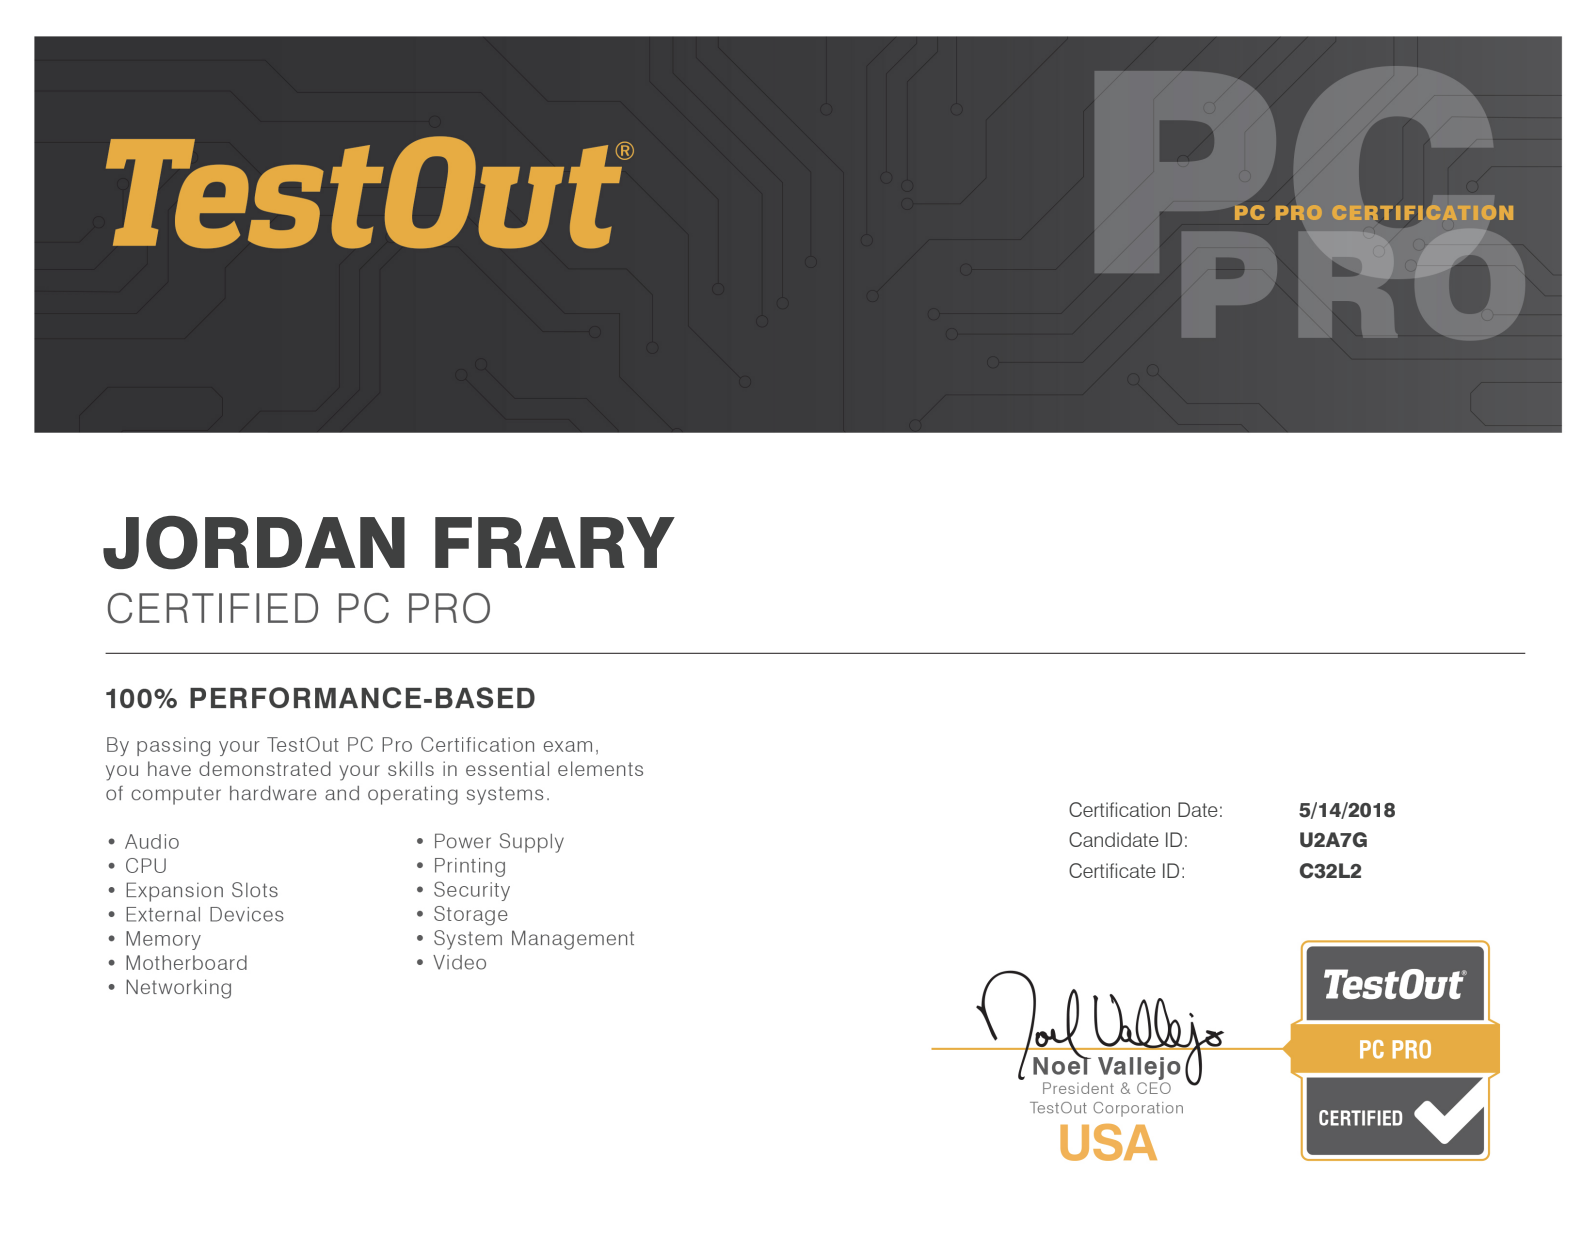 TestOut®
PC
PC PRO CERTIFICATION
PRO
JORDAN FRARY
CERTIFIED PC PRO
100% PERFORMANCE-BASED
By passing your TestOut PC Pro Certification exam,
you have demonstrated your skills in essential elements
of computer hardware and operating systems.
• Audio
• CPU
• Expansion Slots
• External Devices
• Memory
• Motherboard
• Networking
• Power Supply
• Printing
• Security
• Storage
• System Management
• Video
Certification Date: 5/14/2018
Candidate ID: U2A7G
Certificate ID: C32L2
Noel Vallejo
Noel Vallejo
President & CEO
TestOut Corporation
USA
TestOut®
PC PRO
CERTIFIED